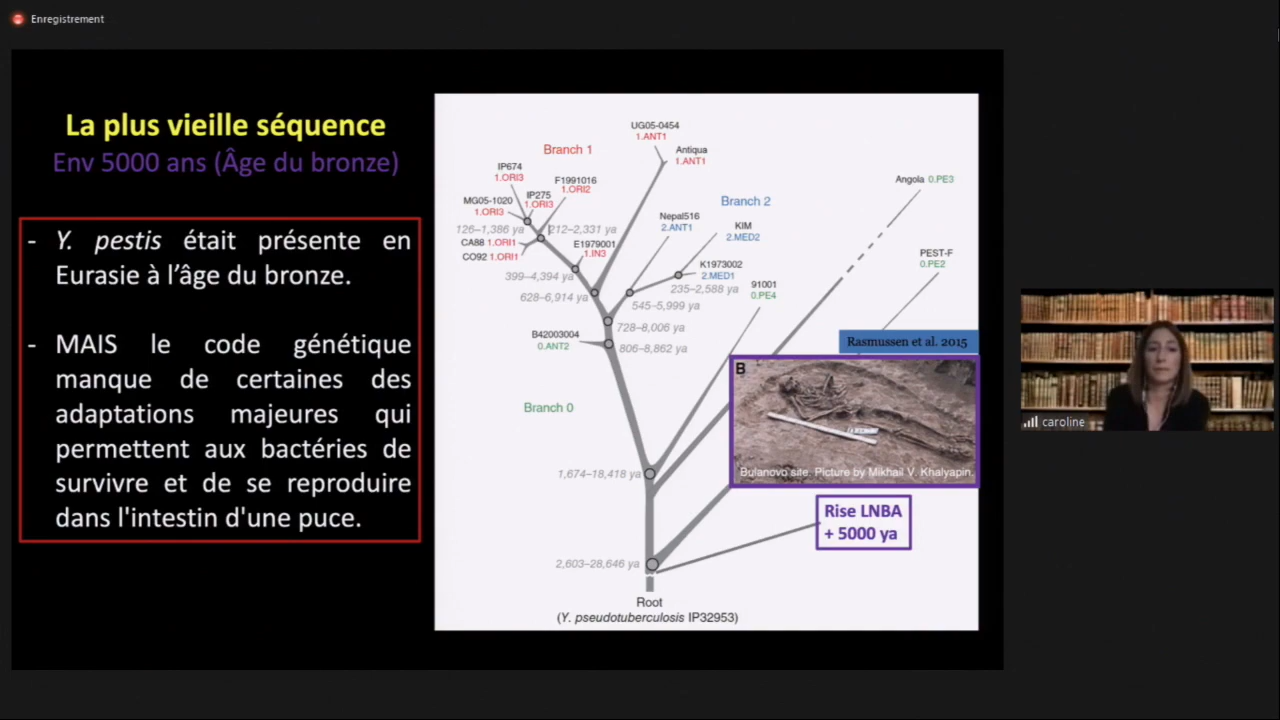 Enregistrement
La plus vieille séquence
Env 5000 ans (Âge du bronze)
- Y. pestis était présente en
Eurasie à l'âge du bronze.
- MAIS le code génétique
manque de certaines des
adaptations majeures qui
permettent aux bactéries de
survivre et de se reproduire
dans l'intestin d'une puce.
UG05-0454
1.ANT1
Antiqua
1.ANT1
Branch 1
IP674
1.ORI3
F1991016
1.ORI2
IP275
1.ORI3
MG05-1020
1.ORI3
126–1,386 ya
212–2,331 ya
CA88 1.ORI1
CO92 1.ORI1
E1979001
1.IN3
399–4,394 ya
628–6,914 ya
Branch 2
Nepal516
2.ANT1
KIM
2.MED2
K1973002
2.MED1
235–2,588 ya
545–5,999 ya
728–8,006 ya
806–8,862 ya
B42003004
0.ANT2
Angola 0.PE3
PEST-F
0.PE2
91001
0.PE4
Rasmussen et al. 2015
B
Bulanovo site. Picture by Mikhail V. Khalyapin.
Branch 0
1,674–18,418 ya
Rise LNBA
+ 5000 ya
2,603–28,646 ya
Root
(Y. pseudotuberculosis IP32953)
caroline